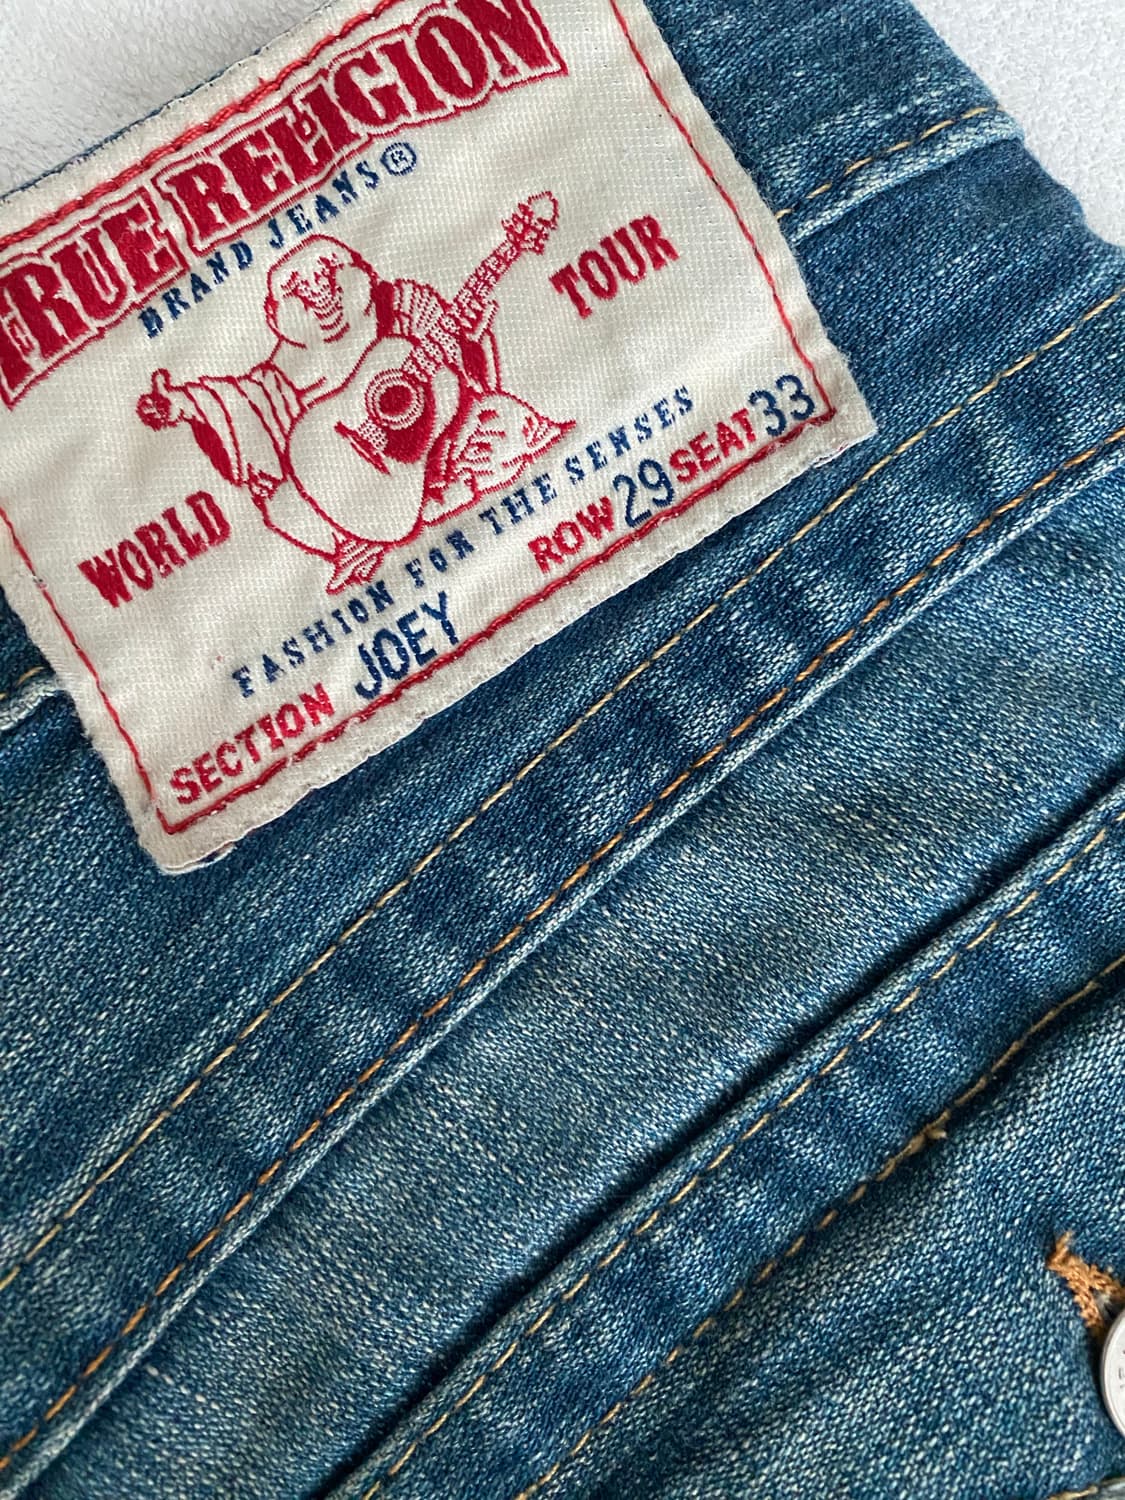 TRUE RELIGION
BRAND JEANS®
WORLD TOUR
FASHION FOR THE SENSES
SECTION JOEY ROW 29 SEAT 33